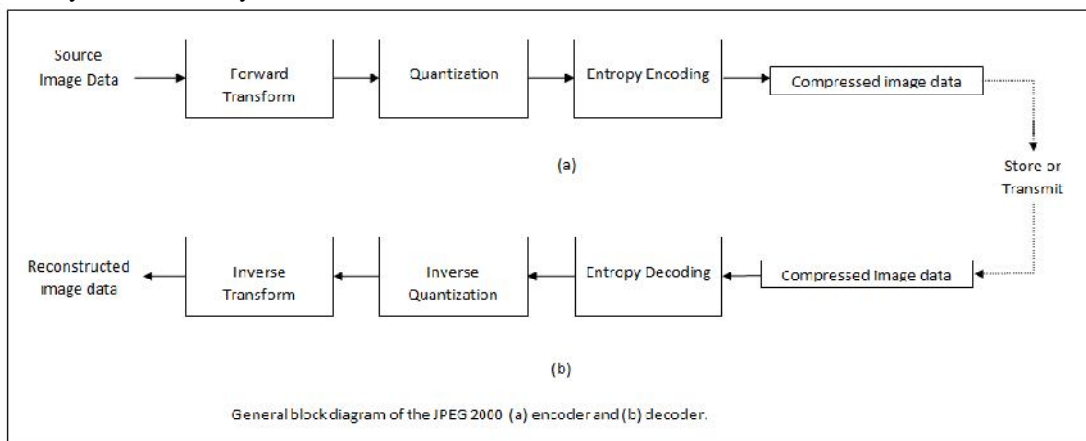 Source
Image Data
Forward
Transform
Quantization
Entropy Encoding
Compressed image data
(a)
Store or
Transmit
Reconstructed
image data
Inverse
Transform
Inverse
Quantization
Entropy Decoding
Compressed Image data
(b)
General block diagram of the JPEG 2000 (a) encoder and (b) decoder.